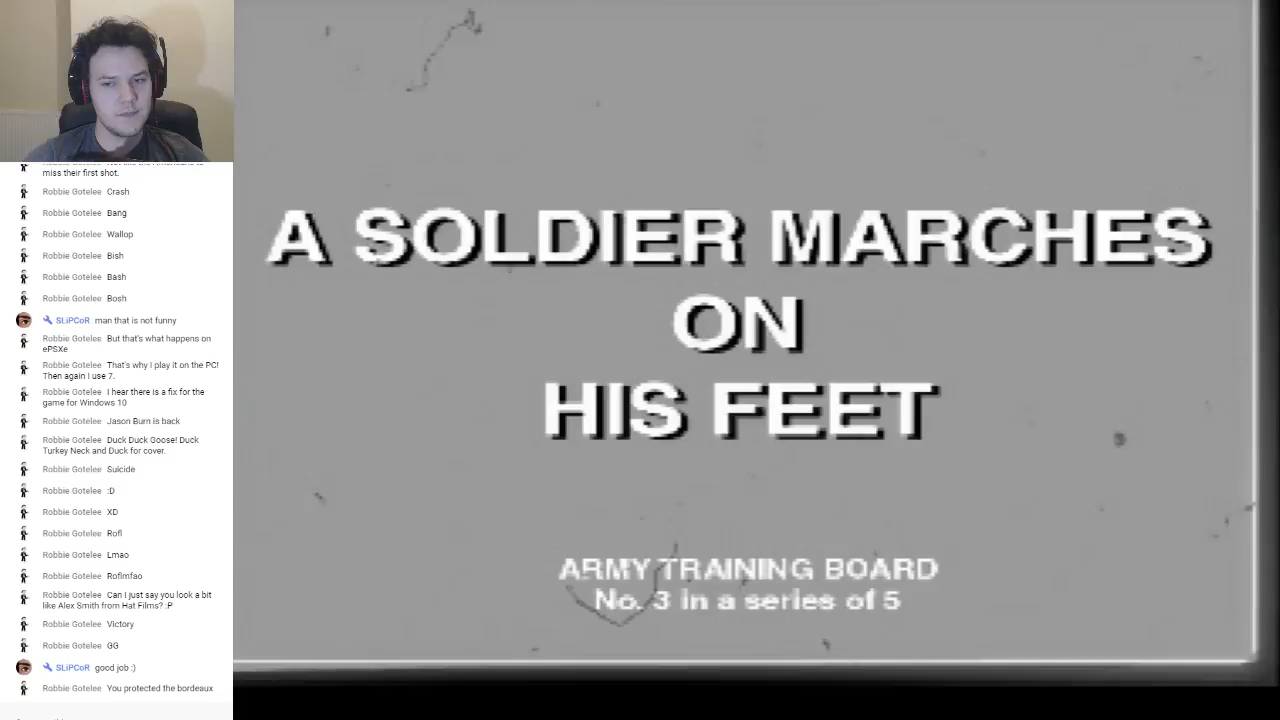 miss their first shot.
Robbie Gotelee Crash
Robbie Gotelee Bang
Robbie Gotelee Wallop
Robbie Gotelee Bish
Robbie Gotelee Bash
Robbie Gotelee Bosh
SLiPCoR man that is not funny
Robbie Gotelee But that's what happens on
ePSXe
Robbie Gotelee That's why I play it on the PC!
Then again I use 7.
Robbie Gotelee I hear there is a fix for the
game for Windows 10
Robbie Gotelee Jason Burn is back
Robbie Gotelee Duck Duck Goose! Duck
Turkey Neck and Duck for cover.
Robbie Gotelee Suicide
Robbie Gotelee :D
Robbie Gotelee XD
Robbie Gotelee Rofl
Robbie Gotelee Lmao
Robbie Gotelee Roflmfao
Robbie Gotelee Can I just say you look a bit
like Alex Smith from Hat Films? :P
Robbie Gotelee Victory
Robbie Gotelee GG
SLiPCoR good job :)
Robbie Gotelee You protected the bordeaux
A SOLDIER MARCHES
ON
HIS FEET
ARMY TRAINING BOARD
No. 3 in a series of 5